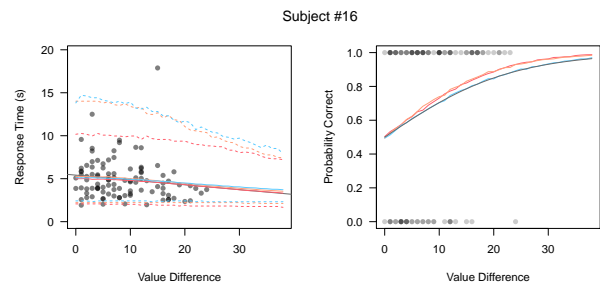 Subject #16
Response Time (s)
20
15
10
5
0
0 10 20 30
Value Difference
Probability Correct
1.0
0.8
0.6
0.4
0.2
0.0
0 10 20 30
Value Difference